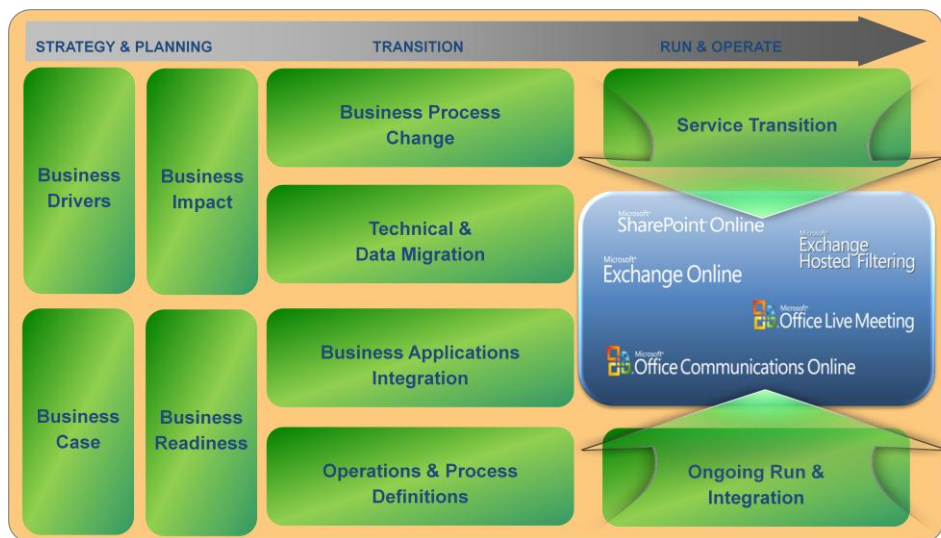 STRATEGY & PLANNING
TRANSITION
RUN & OPERATE
Business
Drivers
Business
Impact
Business
Case
Business
Readiness
Business Process
Change
Technical &
Data Migration
Business Applications
Integration
Operations & Process
Definitions
Service Transition
Microsoft®
SharePoint® Online
Microsoft®
Exchange
Hosted Filtering
Microsoft®
Exchange Online
Microsoft®
Office Live Meeting
Microsoft®
Office Communications Online
Ongoing Run &
Integration